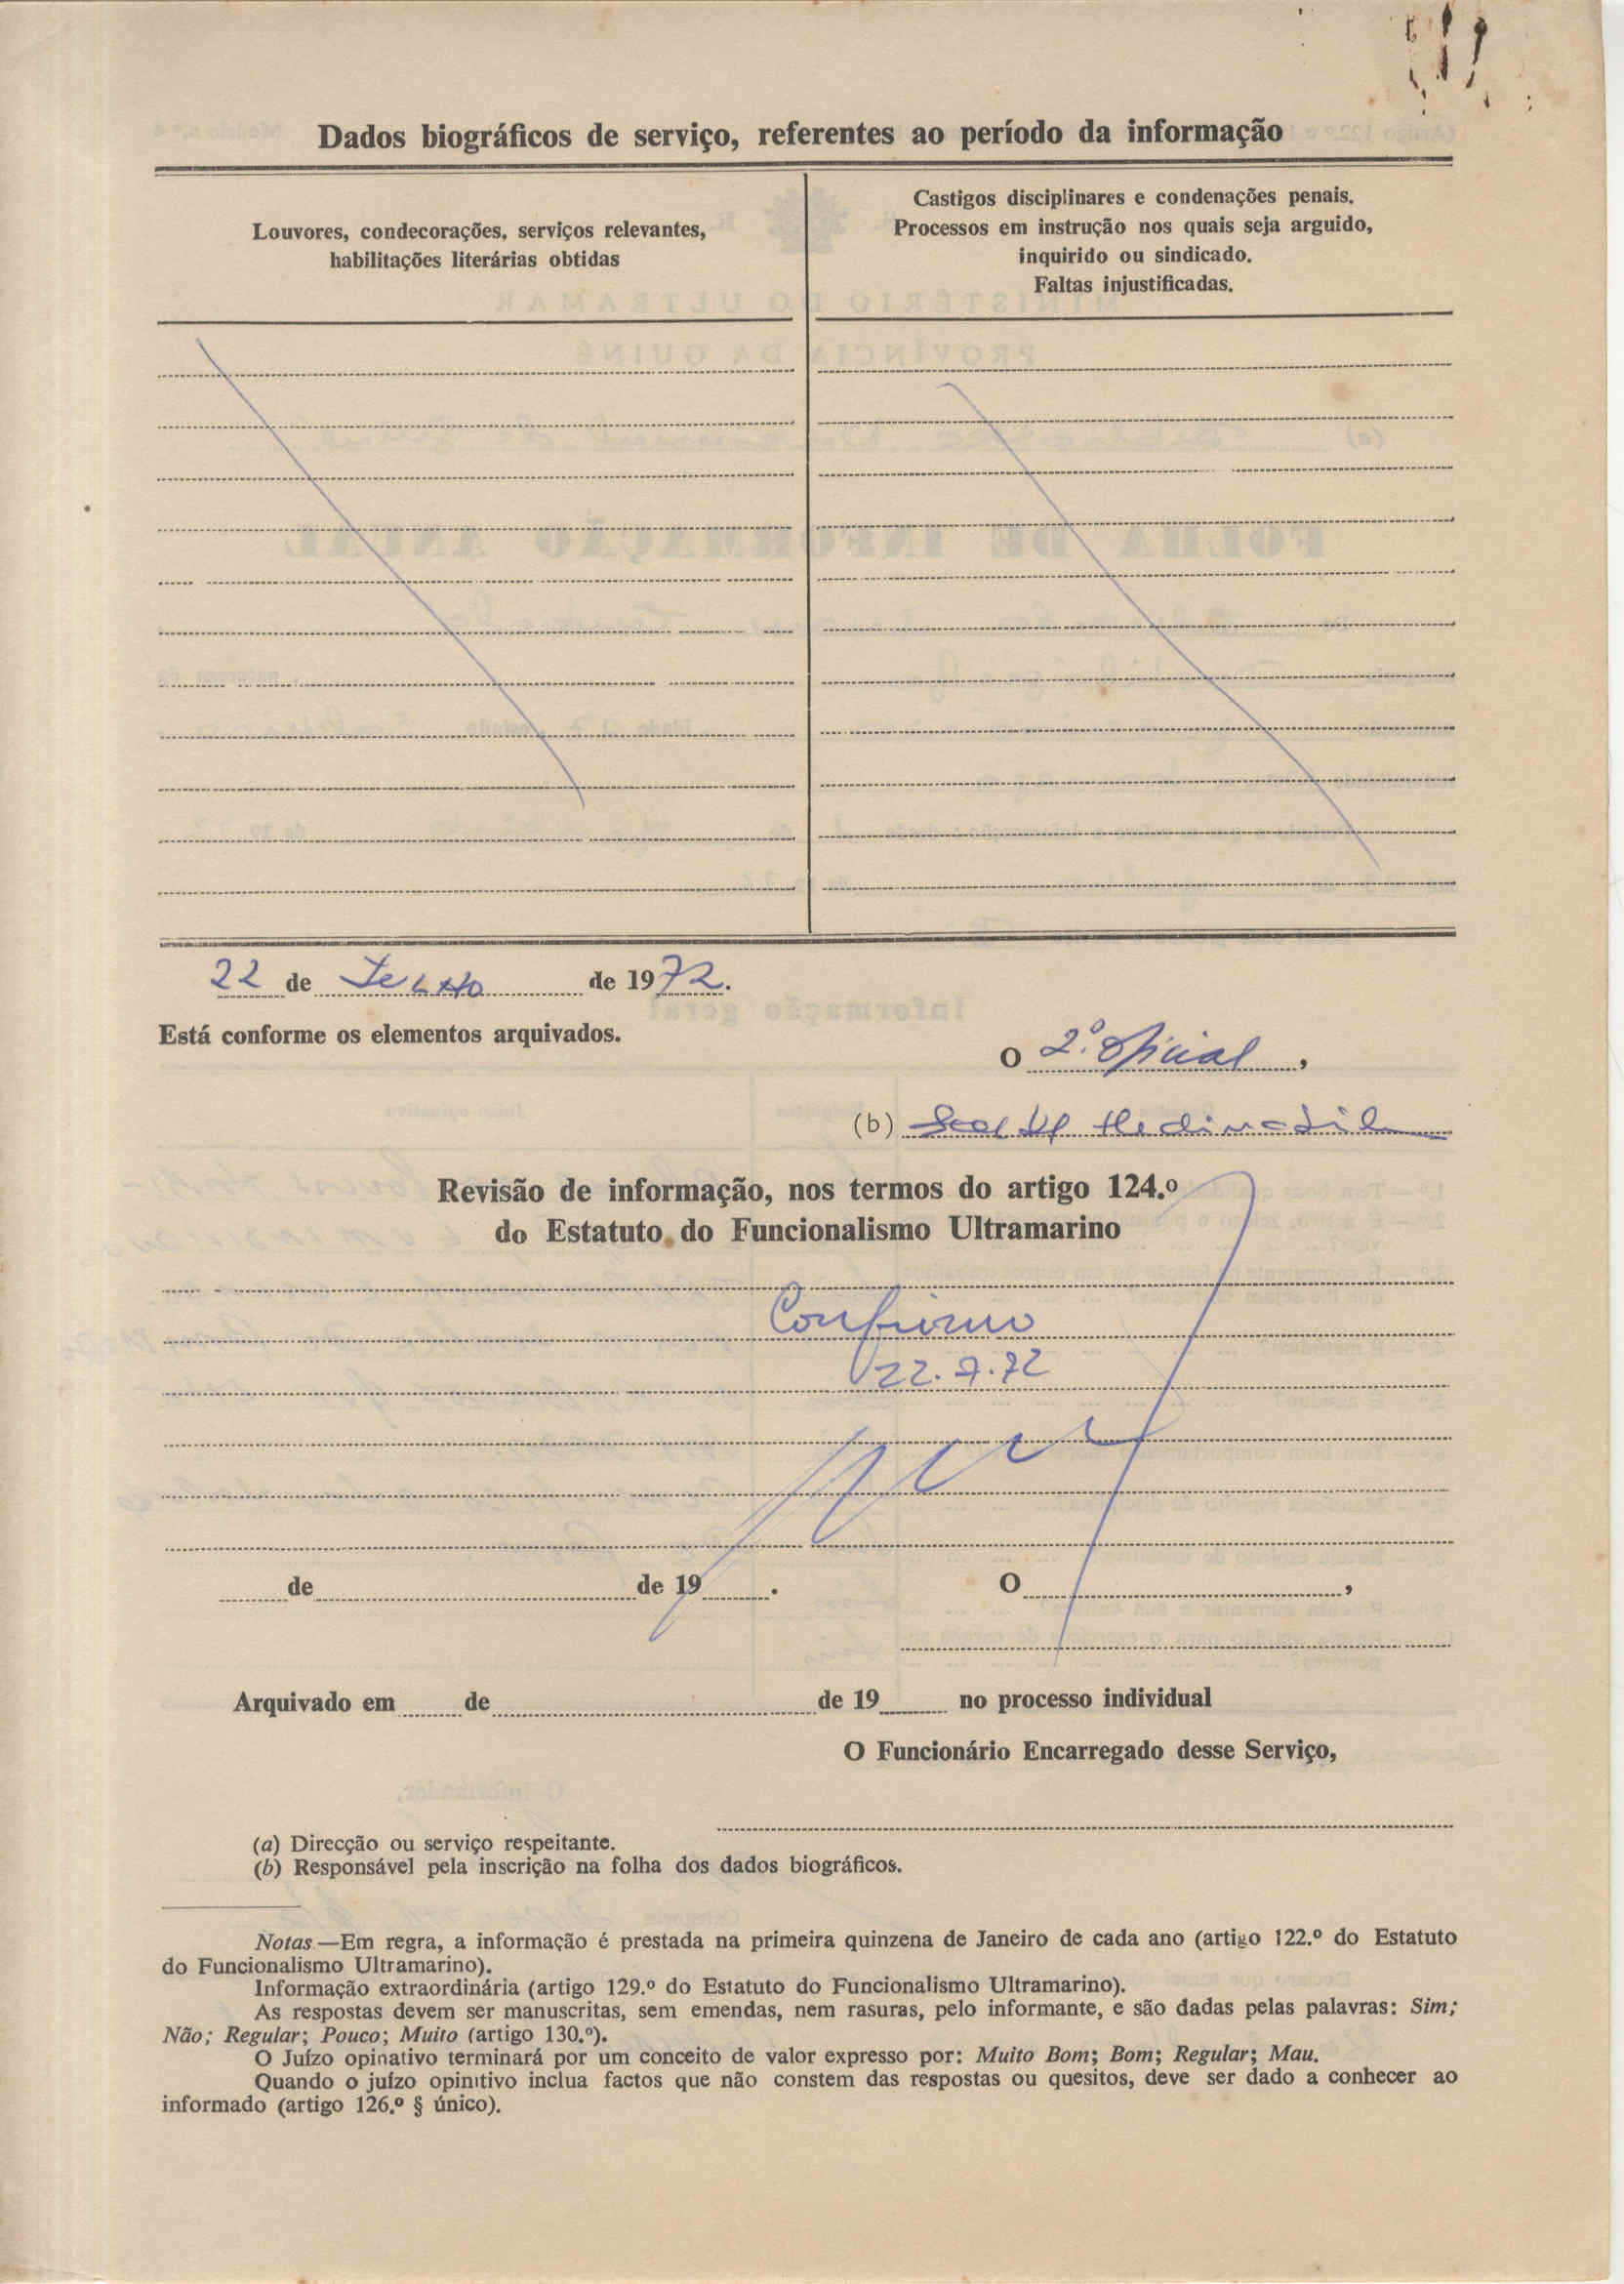 Dados biográficos de serviço, referentes ao período da informação
Louvores, condecorações, serviços relevantes,
habilitações literárias obtidas
Castigos disciplinares e condenações penais.
Processos em instrução nos quais seja arguido,
inquirido ou sindicado.
Faltas injustificadas.
22 de Julho de 1972.
Está conforme os elementos arquivados.
O 2.º Oficial,
(b)
Revisão de informação, nos termos do artigo 124.º
do Estatuto do Funcionalismo Ultramarino
Confirmo
22.7.72
de de 19 .
O ,
Arquivado em de de 19 no processo individual
O Funcionário Encarregado desse Serviço,
(a) Direcção ou serviço respeitante.
(b) Responsável pela inscrição na folha dos dados biográficos.
Notas.—Em regra, a informação é prestada na primeira quinzena de Janeiro de cada ano (artigo 122.º do Estatuto
do Funcionalismo Ultramarino).
Informação extraordinária (artigo 129.º do Estatuto do Funcionalismo Ultramarino).
As respostas devem ser manuscritas, sem emendas, nem rasuras, pelo informante, e são dadas pelas palavras: Sim;
Não; Regular; Pouco; Muito (artigo 130.º).
O Juízo opinativo terminará por um conceito de valor expresso por: Muito Bom; Bom; Regular; Mau.
Quando o juízo opinitivo inclua factos que não constem das respostas ou quesitos, deve ser dado a conhecer ao
informado (artigo 126.º § único).